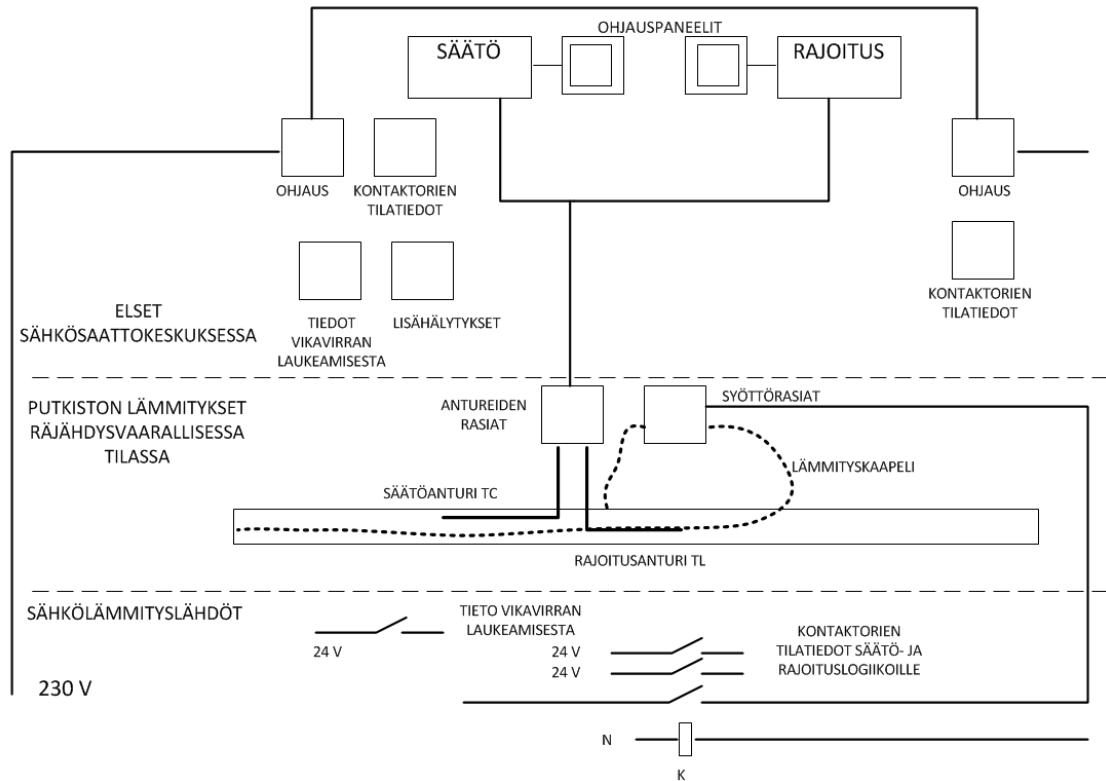 OHJAUSPANEELIT
SÄÄTÖ
RAJOITUS
OHJAUS
KONTAKTORIEN
TILATIEDOT
OHJAUS
TIEDOT
VIKAVIRRAN
LAUKEAMISESTA
LISÄHÄLYTYKSET
KONTAKTORIEN
TILATIEDOT
ELSET
SÄHKÖSAATTOKESKUKSESSA
PUTKISTON LÄMMITYKSET
RÄJÄHDYSVAARALLISESSA
TILASSA
ANTUREIDEN
RASIAT
SYÖTTÖRASIAT
LÄMMITYSKAAPELI
SÄÄTÖANTURI TC
RAJOITUSANTURI TL
SÄHKÖLÄMMITYSLÄHDÖT
TIETO VIKAVIRRAN
LAUKEAMISESTA
24 V
24 V
24 V
KONTAKTORIEN
TILATIEDOT SÄÄTÖ- JA
RAJOITUSLOGIIKOILLE
230 V
N
K